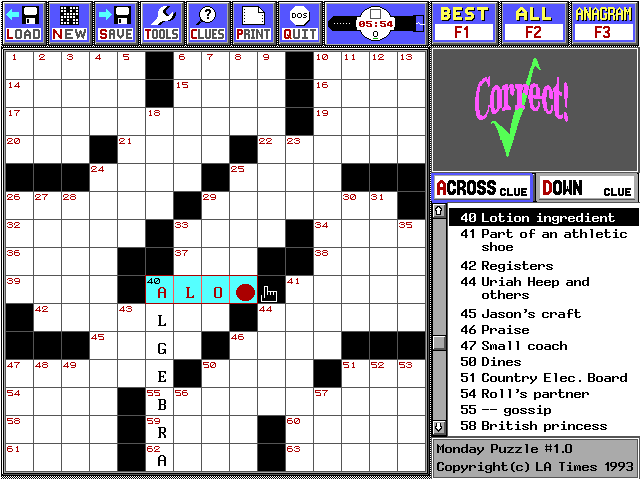 LOAD NEW SAVE TOOLS CLUES PRINT QUIT 05:54 BEST ALL ANAGRAM
DOS F1 F2 F3
Correct!
ACROSS CLUE DOWN CLUE
1 2 3 4 5 6 7 8 9 10 11 12 13
14 15 16
17 18 19
20 21 22 23
24 25
26 27 28 29 30 31
32 33 34 35
36 37 38
39 40 A L O 41
42 43 L 44
45 G 46
47 48 49 E 50 51 52 53
54 55 B 56 57
58 59 R 60
61 62 A 63
40 Lotion ingredient
41 Part of an athletic
shoe
42 Registers
44 Uriah Heep and
others
45 Jason's craft
46 Praise
47 Small coach
50 Dines
51 Country Elec. Board
54 Roll's partner
55 -- gossip
58 British princess
Monday Puzzle #1.0
Copyright(c) LA Times 1993